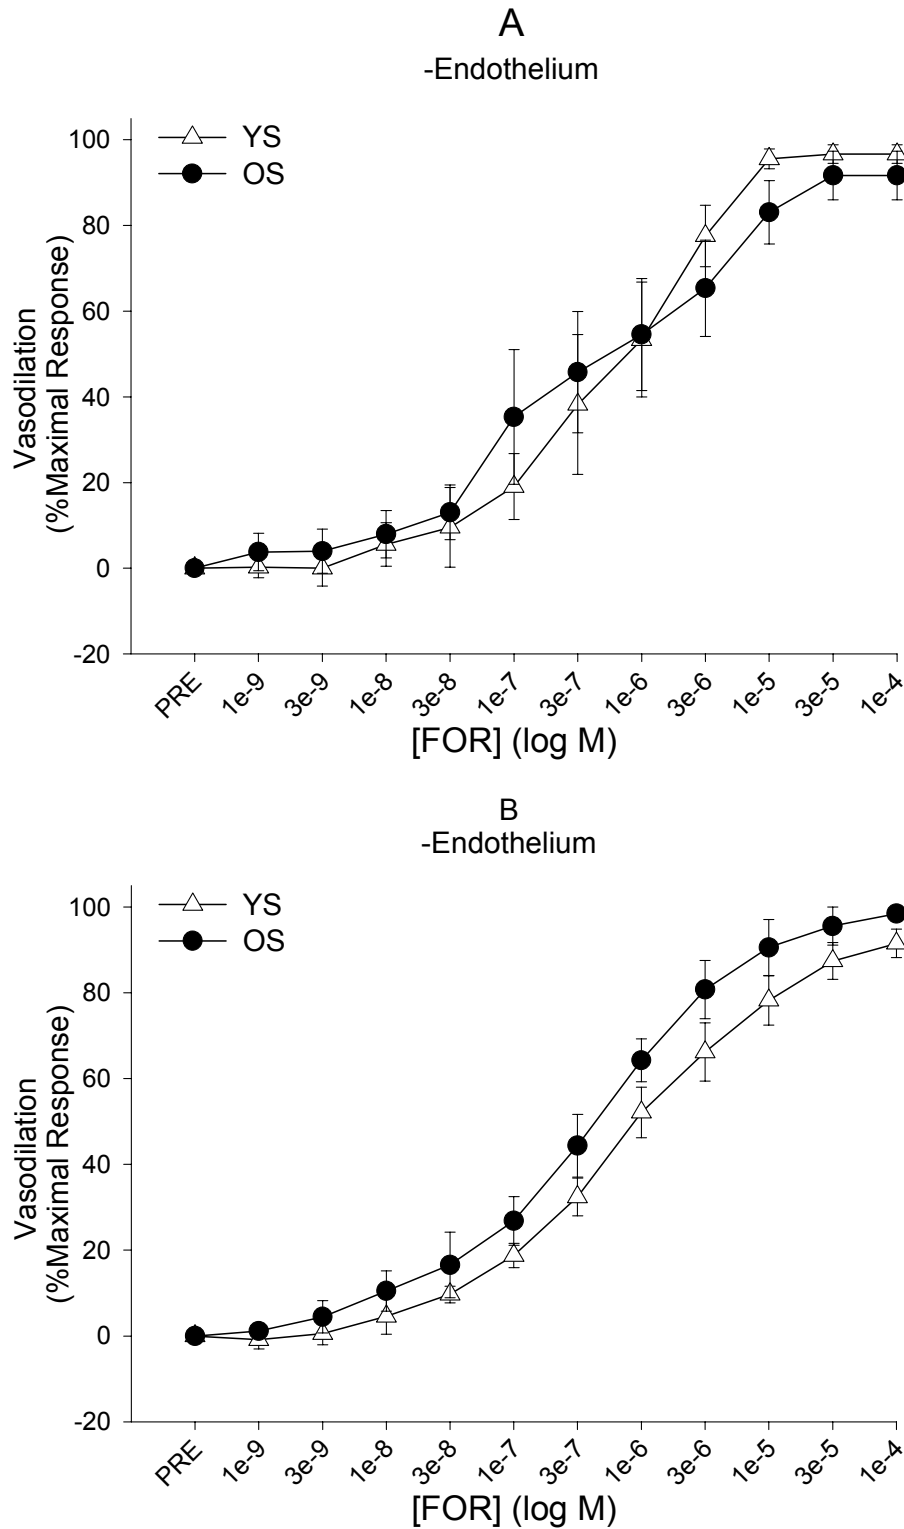 A
-Endothelium
YS
OS
100
80
60
40
20
0
-20
Vasodilation
(%Maximal Response)
PRE 1e-9 3e-9 1e-8 3e-8 1e-7 3e-7 1e-6 3e-6 1e-5 3e-5 1e-4
[FOR] (log M)
B
-Endothelium
YS
OS
100
80
60
40
20
0
-20
Vasodilation
(%Maximal Response)
PRE 1e-9 3e-9 1e-8 3e-8 1e-7 3e-7 1e-6 3e-6 1e-5 3e-5 1e-4
[FOR] (log M)